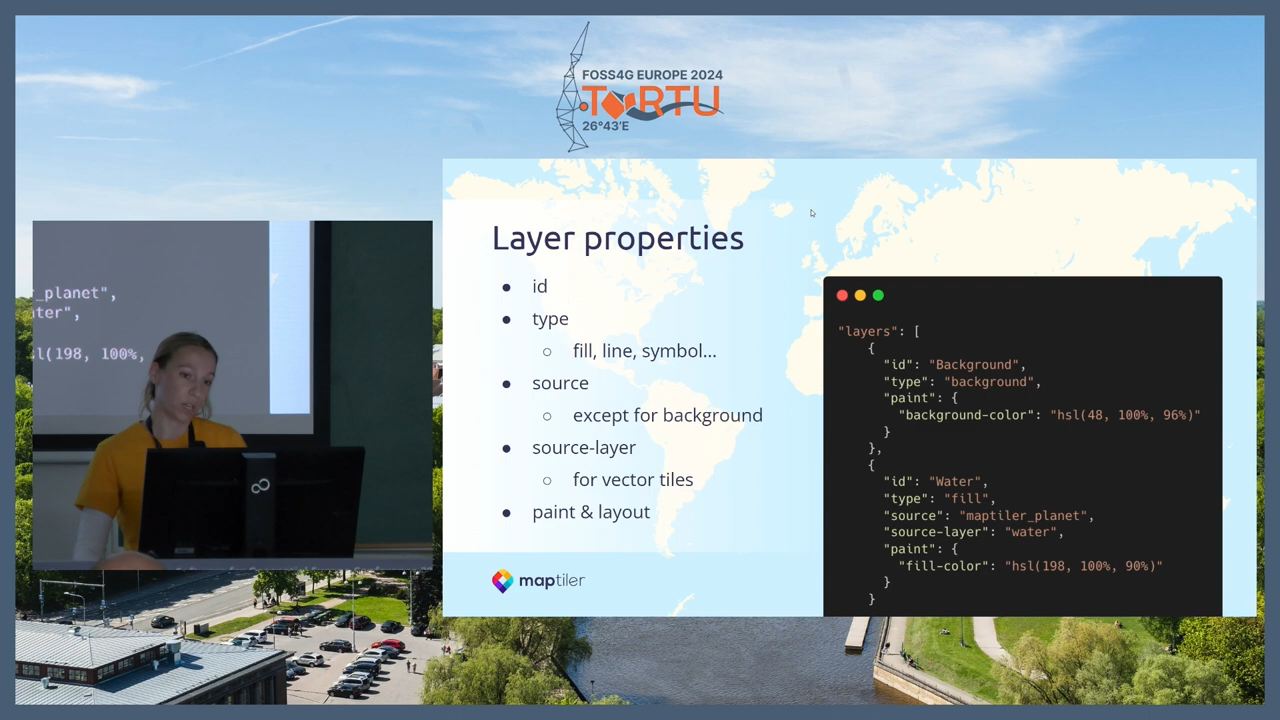 FOSS4G EUROPE 2024
TARTU
26°43'E
_planet",
ter",
l(198, 100%,
Layer properties
● id
● type
○ fill, line, symbol...
● source
○ except for background
● source-layer
○ for vector tiles
● paint & layout
maptiler
"layers": [
{
"id": "Background",
"type": "background",
"paint": {
"background-color": "hsl(48, 100%, 96%)"
}
},
{
"id": "Water",
"type": "fill",
"source": "maptiler_planet",
"source-layer": "water",
"paint": {
"fill-color": "hsl(198, 100%, 90%)"
}
}